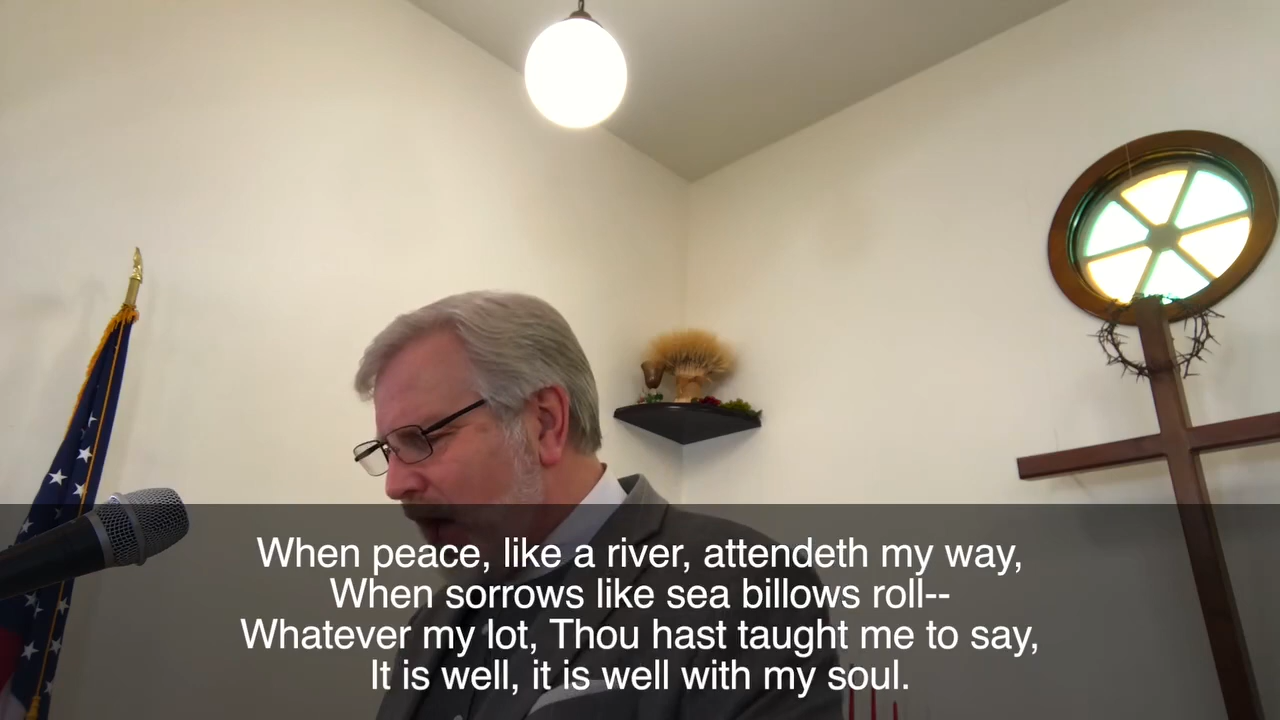 When peace, like a river, attendeth my way,
When sorrows like sea billows roll--
Whatever my lot, Thou hast taught me to say,
It is well, it is well with my soul.